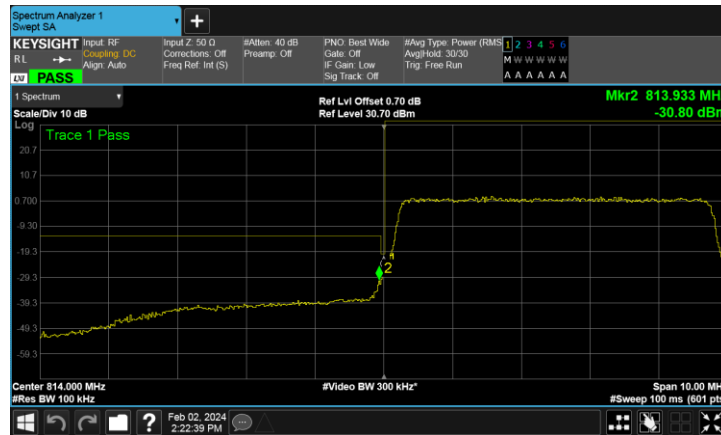 Spectrum Analyzer 1
Swept SA
+
KEYSIGHT Input: RF
RL Coupling: DC
Align: Auto
LXI PASS
Input Z: 50 Ω
Corrections: Off
Freq Ref: Int (S)
#Atten: 40 dB
Preamp: Off
PNO: Best Wide
Gate: Off
IF Gain: Low
Sig Track: Off
#Avg Type: Power (RMS
Avg|Hold: 30/30
Trig: Free Run
1 2 3 4 5 6
M W W W W W
A A A A A A
1 Spectrum
Scale/Div 10 dB
Ref Lvl Offset 0.70 dB
Ref Level 30.70 dBm
Mkr2 813.933 MH
-30.80 dBm
Log
Trace 1 Pass
20.7
10.7
0.700
-9.30
-19.3
-29.3
-39.3
-49.3
-59.3
2
Center 814.000 MHz
#Res BW 100 kHz
#Video BW 300 kHz*
Span 10.00 MH
#Sweep 100 ms (601 pts
?
Feb 02, 2024
2:22:39 PM